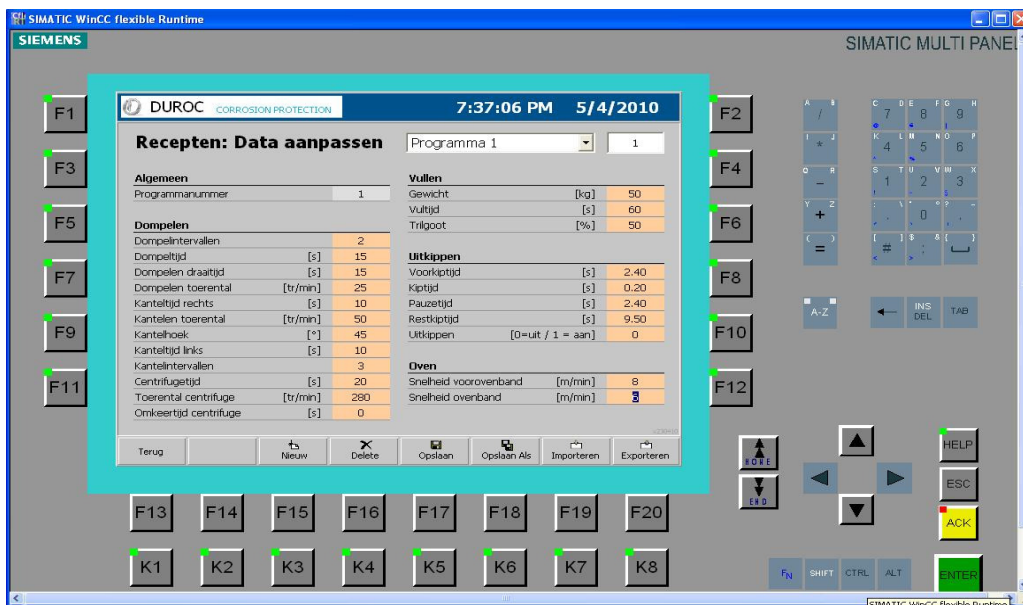 SIMATIC WinCC flexible Runtime
SIEMENS
SIMATIC MULTI PANEL
DUROC CORROSION PROTECTION 7:37:06 PM 5/4/2010
Recepten: Data aanpassen Programma 1 1
Algemeen
Programmanummer 1
Dompelen
Dompelintervallen 2
Dompeltijd [s] 15
Dompelen draaitijd [s] 15
Dompelen toerental [tr/min] 25
Kanteltijd rechts [s] 10
Kantelen toerental [tr/min] 50
Kantelhoek [°] 45
Kanteltijd links [s] 10
Kantelintervallen 3
Centrifugetijd [s] 20
Toerental centrifuge [tr/min] 280
Omkeertijd centrifuge [s] 0
Vullen
Gewicht [kg] 50
Vultijd [s] 60
Trilgoot [%] 50
Uitkippen
Voorkiptijd [s] 2.40
Kiptijd [s] 0.20
Pauzetijd [s] 2.40
Restkiptijd [s] 9.50
Uitkippen [0=uit / 1 = aan] 0
Oven
Snelheid voorovenband [m/min] 8
Snelheid ovenband [m/min]
Terug Nieuw Delete Opslaan Opslaan Als Importeren Exporteren
F1 F2
F3 F4
F5 F6
F7 F8
F9 F10
F11 F12
F13 F14 F15 F16 F17 F18 F19 F20
K1 K2 K3 K4 K5 K6 K7 K8
A B C D E F G H
/ 7 8 9
I J K L M N O P
* 4 5 6
Q R S T U V W X
- 1 2 3
Y Z
+ . 0 ,
= # ;
A-Z INS DEL TAB
HOME
END
HELP
ESC
ACK
FN SHIFT CTRL ALT ENTER
SIMATIC WinCC flexible Runtime